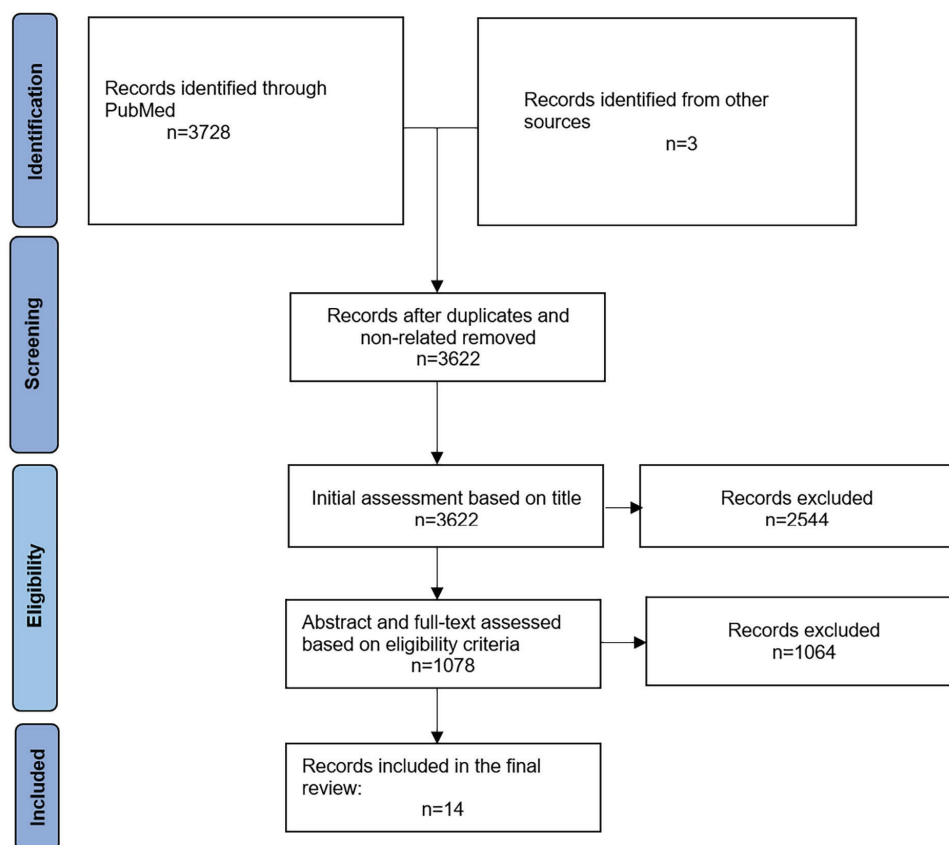 Identification
Records identified through
PubMed
n=3728
Records identified from other
sources
n=3
Screening
Records after duplicates and
non-related removed
n=3622
Eligibility
Initial assessment based on title
n=3622
Records excluded
n=2544
Abstract and full-text assessed
based on eligibility criteria
n=1078
Records excluded
n=1064
Included
Records included in the final
review:
n=14